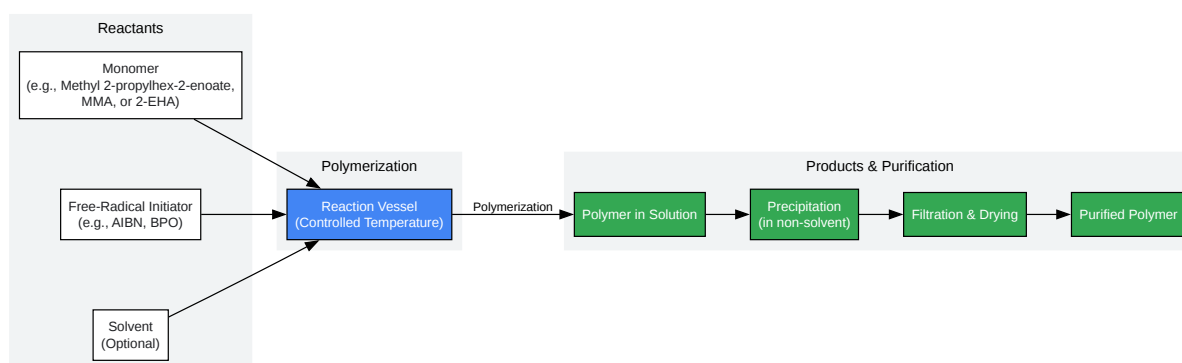 Reactants
Monomer
(e.g., Methyl 2-propylhex-2-enoate,
MMA, or 2-EHA)
Free-Radical Initiator
(e.g., AIBN, BPO)
Solvent
(Optional)
Polymerization
Reaction Vessel
(Controlled Temperature)
Polymerization
Products & Purification
Polymer in Solution
Precipitation
(in non-solvent)
Filtration & Drying
Purified Polymer